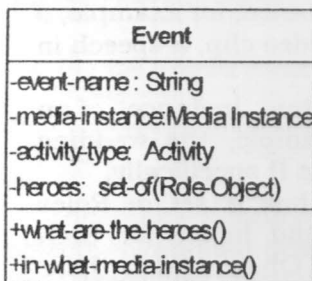 Event
-event-name : String
-media-instance:Media Instance
-activity-type: Activity
-heroes: set-of(Role-Object)
+what-are-the-heroes()
+in-what-media-instance()